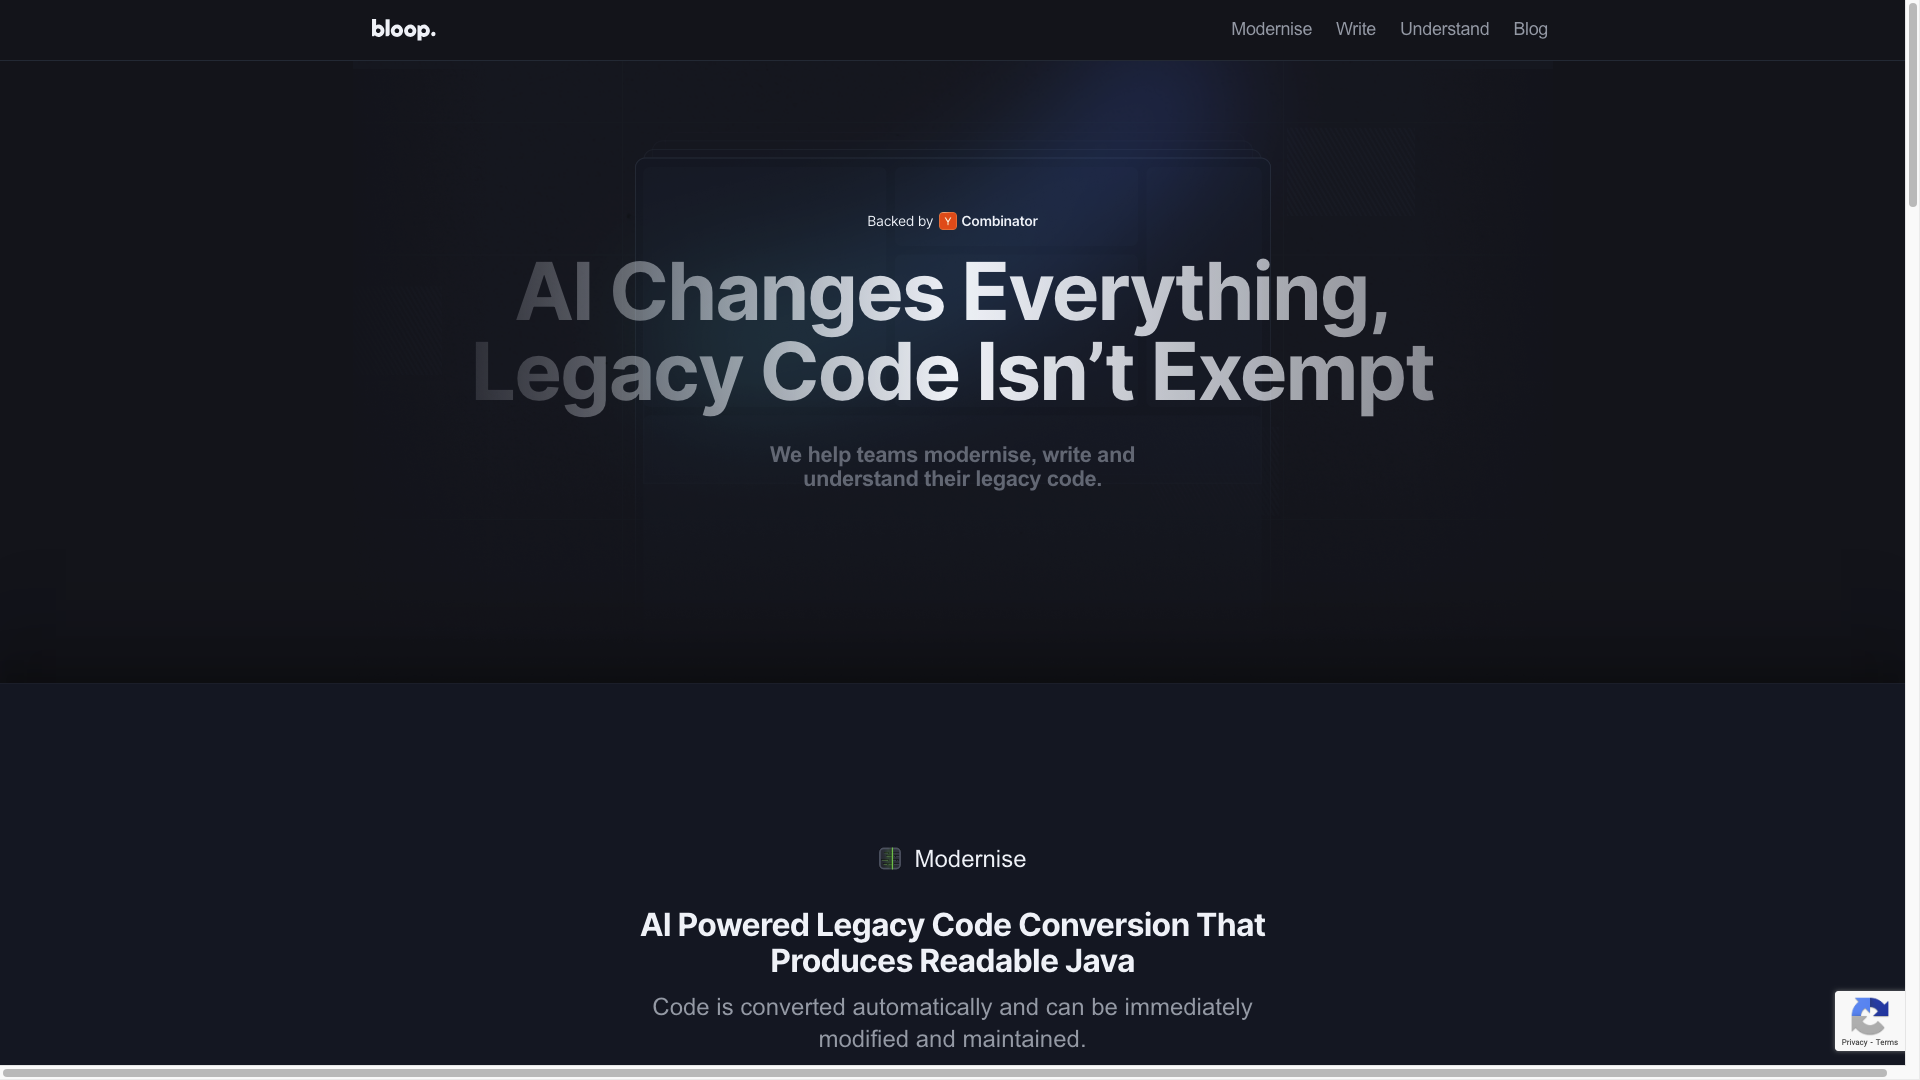 bloop.
Modernise Write Understand Blog
Backed by Y Combinator
AI Changes Everything,
Legacy Code Isn’t Exempt
We help teams modernise, write and
understand their legacy code.
Modernise
AI Powered Legacy Code Conversion That
Produces Readable Java
Code is converted automatically and can be immediately
modified and maintained.
Privacy - Terms